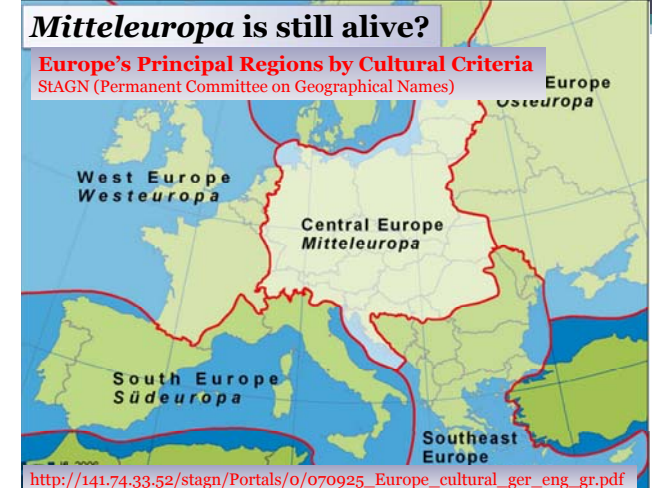 Mitteleuropa is still alive?
Europe's Principal Regions by Cultural Criteria
StAGN (Permanent Committee on Geographical Names)
Europe
Osteuropa
West Europe
Westeuropa
Central Europe
Mitteleuropa
South Europe
Südeuropa
Southeast
Europe
http://141.74.33.52/stagn/Portals/0/070925_Europe_cultural_ger_eng_gr.pdf